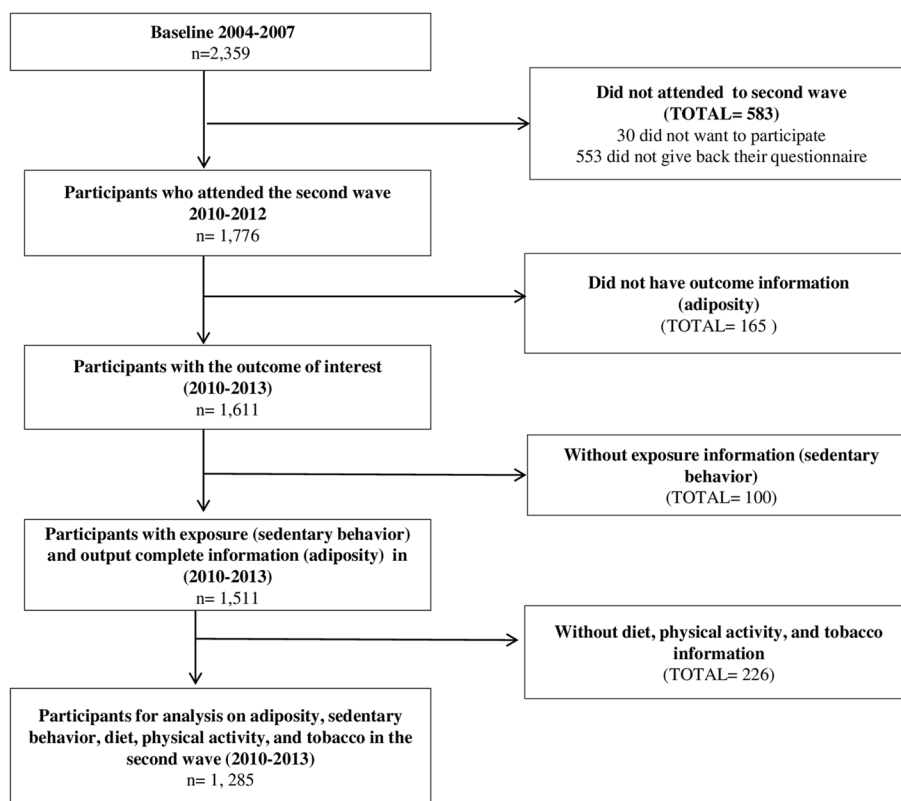 Baseline 2004-2007
n=2,359
Did not attended to second wave
(TOTAL= 583)
30 did not want to participate
553 did not give back their questionnaire
Participants who attended the second wave
2010-2012
n= 1,776
Did not have outcome information
(adiposity)
(TOTAL= 165 )
Participants with the outcome of interest
(2010-2013)
n= 1,611
Without exposure information (sedentary
behavior)
(TOTAL= 100)
Participants with exposure (sedentary behavior)
and output complete information (adiposity) in
(2010-2013)
n= 1,511
Without diet, physical activity, and tobacco
information
(TOTAL= 226)
Participants for analysis on adiposity, sedentary
behavior, diet, physical activity, and tobacco in the
second wave (2010-2013)
n= 1, 285